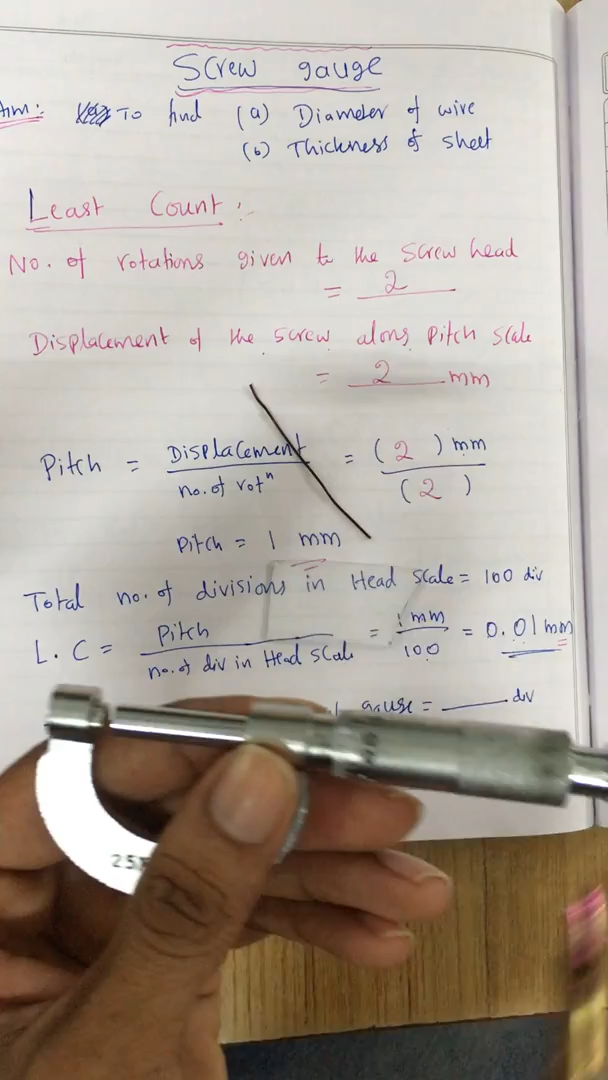 Screw gauge
Aim: To find (a) Diameter of wire
(b) Thickness of sheet
Least Count :-
No. of rotations given to the screw head
= 2
Displacement of the screw along pitch scale
= 2 mm
Pitch = Displacement / no. of rotⁿ = (2) mm / (2)
Pitch = 1 mm
Total no. of divisions in Head scale = 100 div
L.C = Pitch / no. of div in Head scale = 1 mm / 100 = 0.01 mm
gauge = ___ div
25